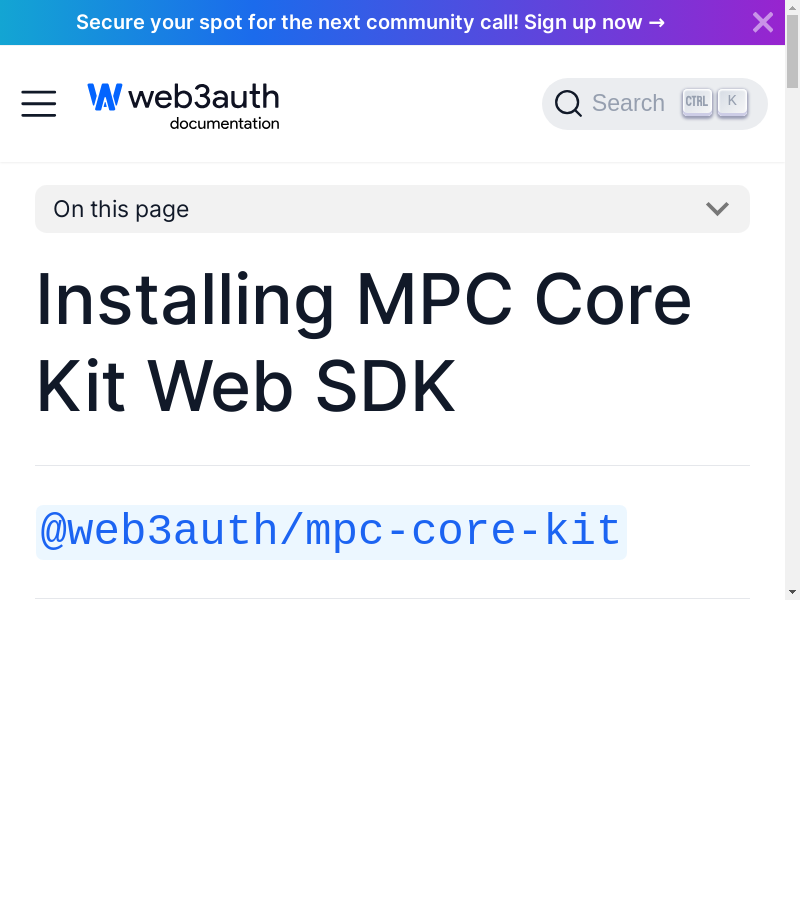 Secure your spot for the next community call! Sign up now →
web3auth
documentation
Search CTRL K
On this page
Installing MPC Core
Kit Web SDK
@web3auth/mpc-core-kit